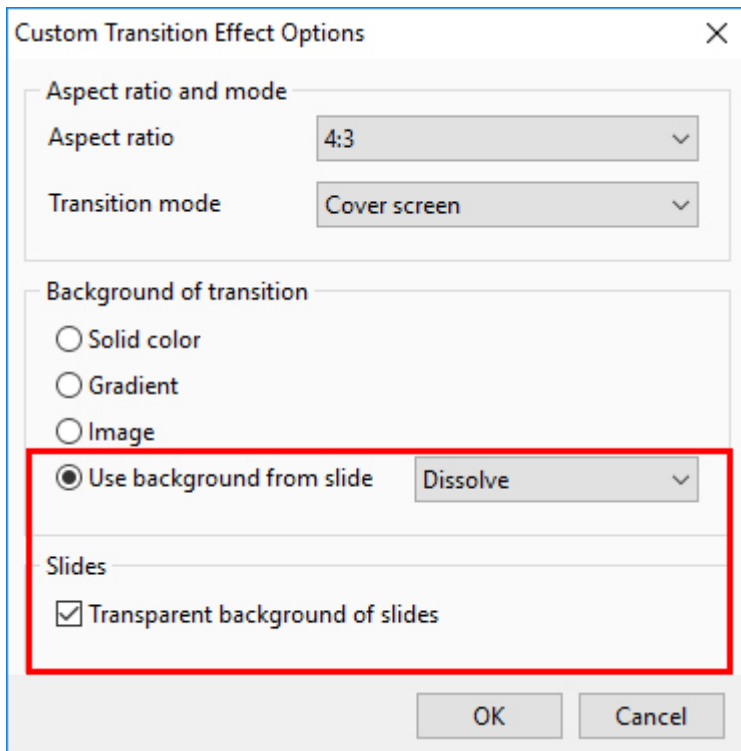 Custom Transition Effect Options
Aspect ratio and mode
Aspect ratio 4:3
Transition mode Cover screen
Background of transition
Solid color
Gradient
Image
Use background from slide Dissolve
Slides
Transparent background of slides
OK Cancel